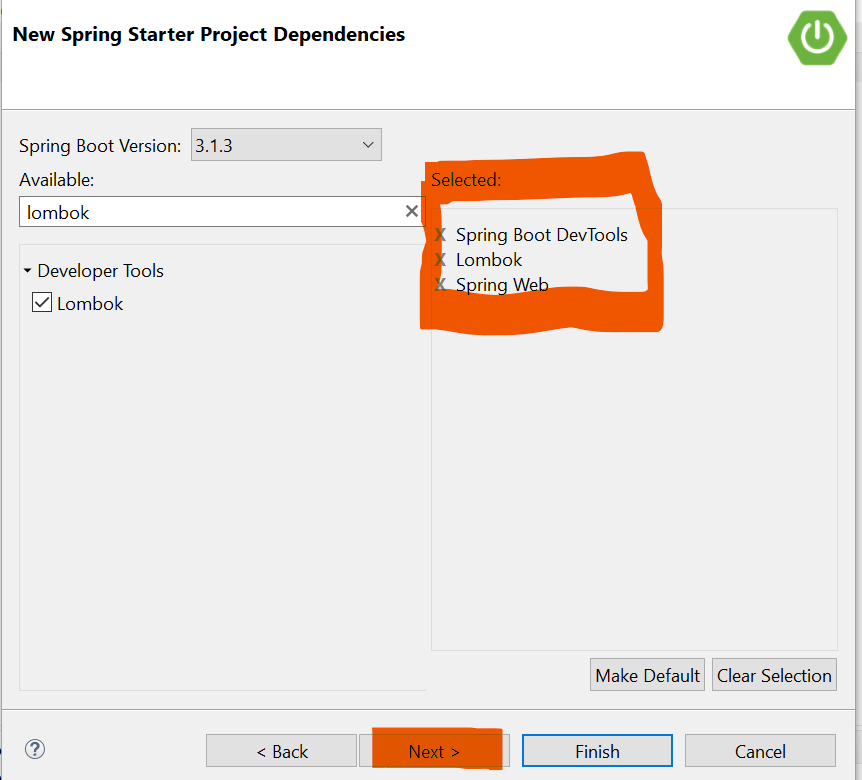 New Spring Starter Project Dependencies
Spring Boot Version: 3.1.3
Available:
lombok
Developer Tools
Lombok
Selected:
X Spring Boot DevTools
X Lombok
X Spring Web
Make Default Clear Selection
? < Back Next > Finish Cancel